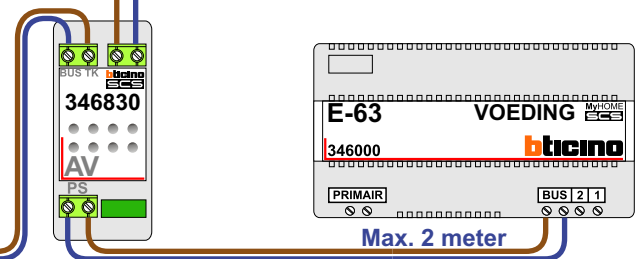 BUS TK
bticino
SCS
346830
AV
PS
E-63
VOEDING
MyHOME
SCS
346000
bticino
PRIMAIR
BUS 2 1
Max. 2 meter